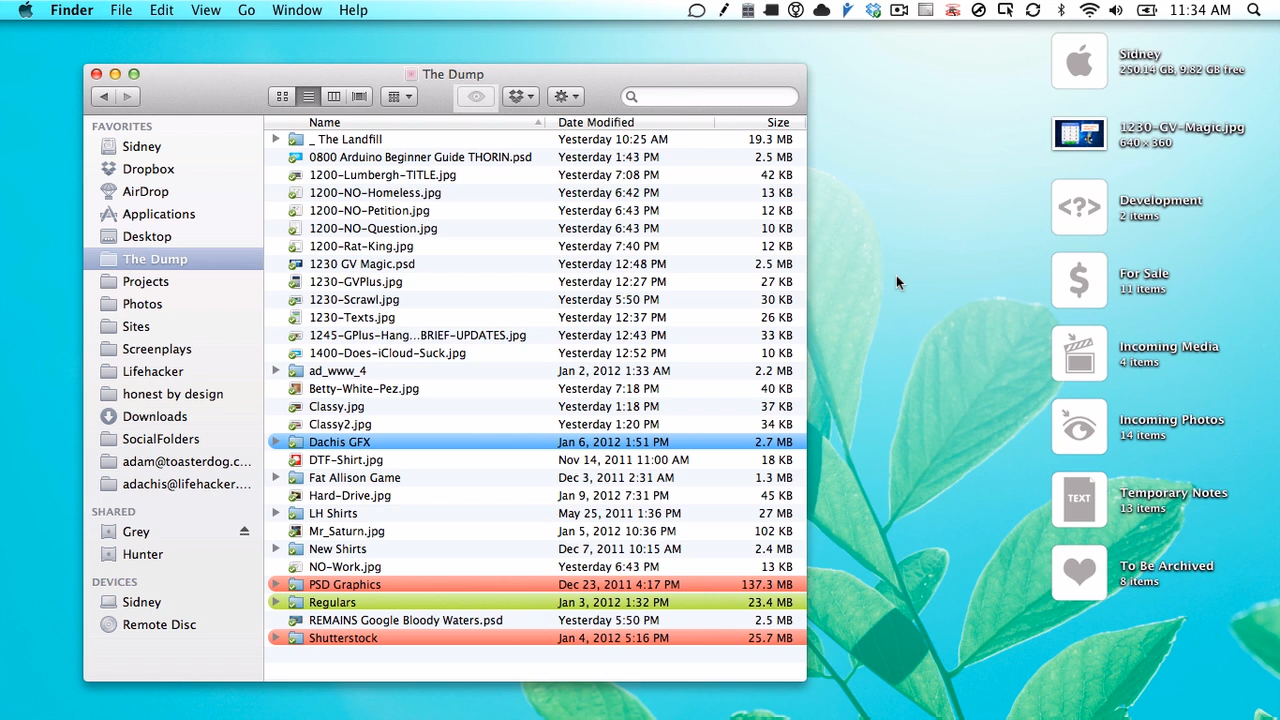 Finder File Edit View Go Window Help 11:34 AM
The Dump
FAVORITES
Sidney
Dropbox
AirDrop
Applications
Desktop
The Dump
Projects
Photos
Sites
Screenplays
Lifehacker
honest by design
Downloads
SocialFolders
adam@toasterdog.c...
adachis@lifehacker....
SHARED
Grey
Hunter
DEVICES
Sidney
Remote Disc
Name Date Modified Size
_ The Landfill Yesterday 10:25 AM 19.3 MB
0800 Arduino Beginner Guide THORIN.psd Yesterday 1:43 PM 2.5 MB
1200-Lumbergh-TITLE.jpg Yesterday 7:08 PM 42 KB
1200-NO-Homeless.jpg Yesterday 6:43 PM 13 KB
1200-NO-Petition.jpg Yesterday 6:43 PM 12 KB
1200-NO-Question.jpg Yesterday 6:43 PM 10 KB
1200-Rat-King.jpg Yesterday 7:40 PM 12 KB
1230 GV Magic.psd Yesterday 12:48 PM 2.5 MB
1230-GVPlus.jpg Yesterday 12:27 PM 27 KB
1230-Scrawl.jpg Yesterday 5:50 PM 30 KB
1230-Texts.jpg Yesterday 12:37 PM 26 KB
1245-GPlus-Hang...BRIEF-UPDATES.jpg Yesterday 12:43 PM 33 KB
1400-Does-iCloud-Suck.jpg Yesterday 12:52 PM 10 KB
ad_www_4 Jan 2, 2012 1:33 AM 2.2 MB
Betty-White-Pez.jpg Yesterday 7:18 PM 40 KB
Classy.jpg Yesterday 1:18 PM 37 KB
Classy2.jpg Yesterday 1:20 PM 34 KB
Dachis GFX Jan 6, 2012 1:51 PM 2.7 MB
DTF-Shirt.jpg Nov 14, 2011 11:00 AM 18 KB
Fat Allison Game Dec 3, 2011 2:31 AM 1.3 MB
Hard-Drive.jpg Jan 9, 2012 7:31 PM 45 KB
LH Shirts May 25, 2011 1:36 PM 27 MB
Mr_Saturn.jpg Jan 5, 2012 10:36 PM 102 KB
New Shirts Dec 7, 2011 10:15 AM 2.4 MB
NO-Work.jpg Yesterday 6:43 PM 13 KB
PSD Graphics Dec 23, 2011 4:17 PM 137.3 MB
Regulars Jan 3, 2012 1:32 PM 23.4 MB
REMAINS Google Bloody Waters.psd Yesterday 5:50 PM 2.5 MB
Shutterstock Jan 4, 2012 5:16 PM 25.7 MB
Sidney
250.14 GB, 9.82 GB free
1230-GV-Magic.jpg
640 × 360
<?>
Development
2 items
$
For Sale
11 items
Incoming Media
4 items
Incoming Photos
14 items
TEXT
Temporary Notes
13 items
To Be Archived
8 items